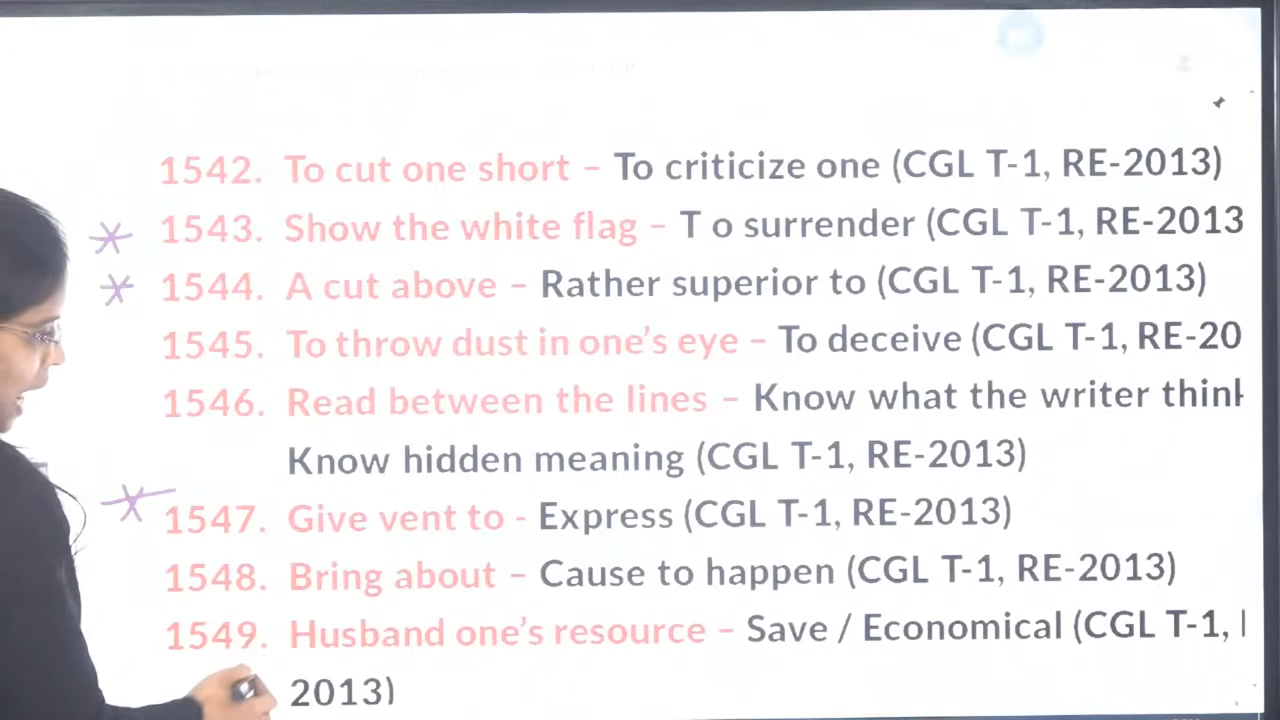 1542. To cut one short – To criticize one (CGL T-1, RE-2013)
1543. Show the white flag – T o surrender (CGL T-1, RE-2013
1544. A cut above – Rather superior to (CGL T-1, RE-2013)
1545. To throw dust in one's eye – To deceive (CGL T-1, RE-20
1546. Read between the lines – Know what the writer
Know hidden meaning (CGL T-1, RE-2013)
1547. Give vent to - Express (CGL T-1, RE-2013)
1548. Bring about – Cause to happen (CGL T-1, RE-2013)
1549. Husband one's resource – Save / Economical (CGL T-1,
2013)